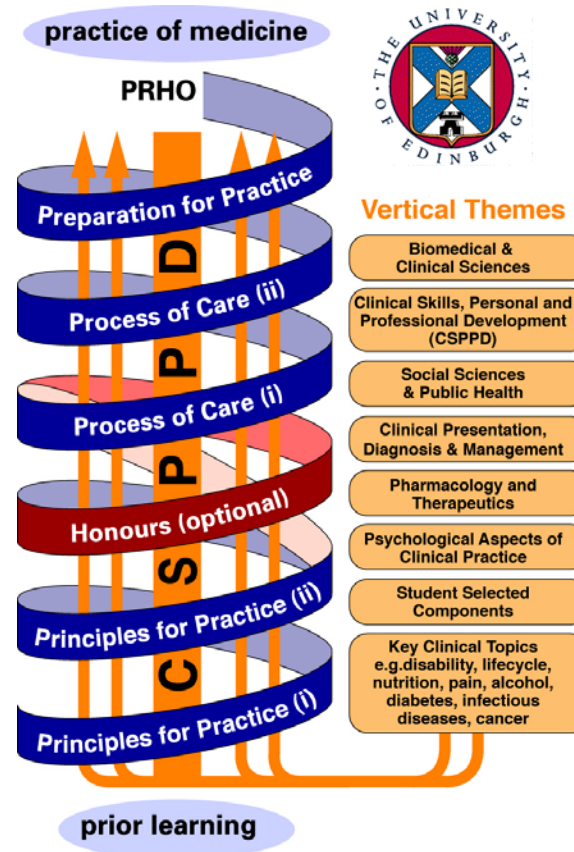 practice of medicine
PRHO
THE UNIVERSITY OF EDINBURGH
Preparation for Practice
Process of Care (ii)
Process of Care (i)
Honours (optional)
Principles for Practice (ii)
Principles for Practice (i)
CSPPD
prior learning
Vertical Themes
Biomedical &
Clinical Sciences
Clinical Skills, Personal and
Professional Development
(CSPPD)
Social Sciences
& Public Health
Clinical Presentation,
Diagnosis & Management
Pharmacology and
Therapeutics
Psychological Aspects of
Clinical Practice
Student Selected
Components
Key Clinical Topics
e.g.disability, lifecycle,
nutrition, pain, alcohol,
diabetes, infectious
diseases, cancer